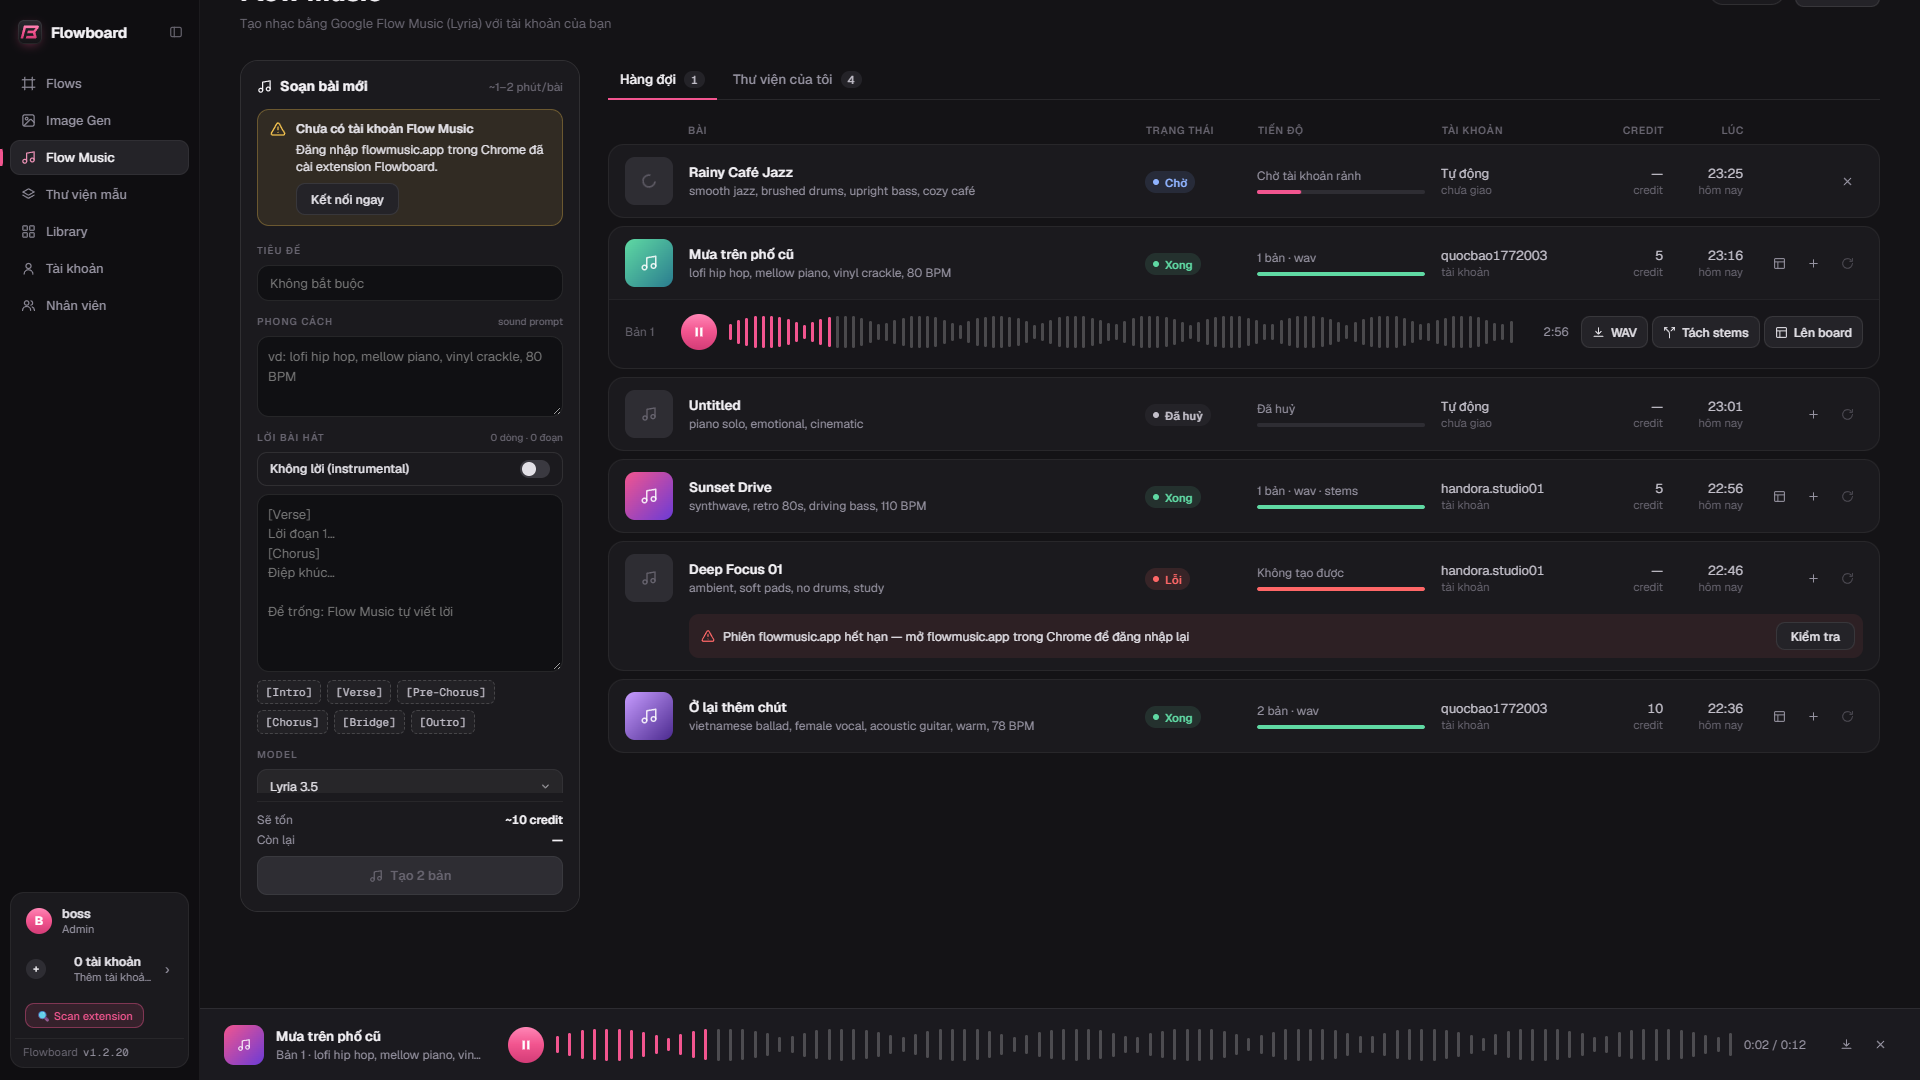 Flowboard
Flows
Image Gen
Flow Music
Thư viện mẫu
Library
Tài khoản
Nhân viên
B
boss
Admin
+
0 tài khoản
Thêm tài khoả...
Scan extension
Flowboard v1.2.20
Tạo nhạc bằng Google Flow Music (Lyria) với tài khoản của bạn
Soạn bài mới
~1–2 phút/bài
Chưa có tài khoản Flow Music
Đăng nhập flowmusic.app trong Chrome đã
cài extension Flowboard.
Kết nối ngay
TIÊU ĐỀ
Không bắt buộc
PHONG CÁCH
sound prompt
vd: lofi hip hop, mellow piano, vinyl crackle, 80
BPM
LỜI BÀI HÁT
0 dòng · 0 đoạn
Không lời (instrumental)
[Verse]
Lời đoạn 1...
[Chorus]
Điệp khúc...
Để trống: Flow Music tự viết lời
[Intro] [Verse] [Pre-Chorus]
[Chorus] [Bridge] [Outro]
MODEL
Lyria 3.5
Sẽ tốn ~10 credit
Còn lại —
Tạo 2 bản
Hàng đợi 1
Thư viện của tôi 4
BÀI TRẠNG THÁI TIẾN ĐỘ TÀI KHOẢN CREDIT LÚC
Rainy Café Jazz
smooth jazz, brushed drums, upright bass, cozy café
Chờ
Chờ tài khoản rảnh
Tự động
chưa giao
—
credit
23:25
hôm nay
Mưa trên phố cũ
lofi hip hop, mellow piano, vinyl crackle, 80 BPM
Xong
1 bản · wav
quocbao1772003
tài khoản
5
credit
23:16
hôm nay
Bản 1
2:56
WAV
Tách stems
Lên board
Untitled
piano solo, emotional, cinematic
Đã huỷ
Đã huỷ
Tự động
chưa giao
—
credit
23:01
hôm nay
Sunset Drive
synthwave, retro 80s, driving bass, 110 BPM
Xong
1 bản · wav · stems
handora.studio01
tài khoản
5
credit
22:56
hôm nay
Deep Focus 01
ambient, soft pads, no drums, study
Lỗi
Không tạo được
handora.studio01
tài khoản
—
credit
22:46
hôm nay
Phiên flowmusic.app hết hạn — mở flowmusic.app trong Chrome để đăng nhập lại
Kiểm tra
Ở lại thêm chút
vietnamese ballad, female vocal, acoustic guitar, warm, 78 BPM
Xong
2 bản · wav
quocbao1772003
tài khoản
10
credit
22:36
hôm nay
Mưa trên phố cũ
Bản 1 · lofi hip hop, mellow piano, vin...
0:02 / 0:12